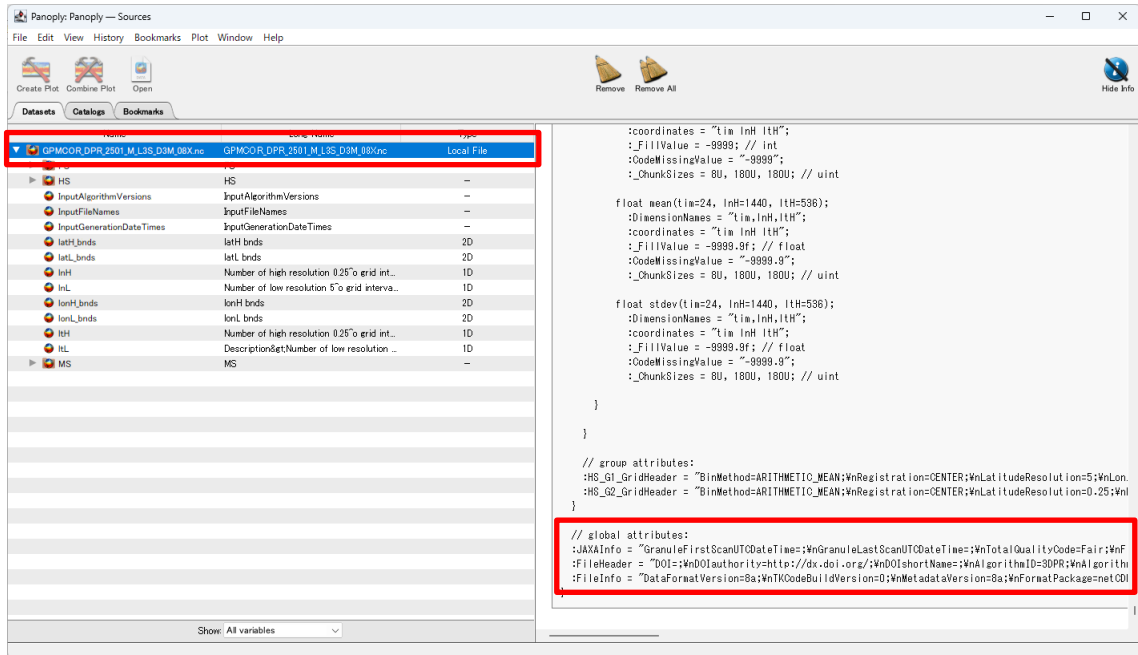 Panoply: Panoply — Sources
File Edit View History Bookmarks Plot Window Help
Create Plot Combine Plot Open Remove Remove All Hide Info
Datasets Catalogs Bookmarks
GPMCOR_DPR_2501_M_L3S_D3M_08X.nc GPMCOR_DPR_2501_M_L3S_D3M_08X.nc Local File
HS HS —
InputAlgorithmVersions InputAlgorithmVersions —
InputFileNames InputFileNames —
InputGenerationDateTimes InputGenerationDateTimes —
latH_bnds latH bnds 2D
latL_bnds latL bnds 2D
lnH Number of high resolution 0.25~o grid int... 1D
lnL Number of low resolution 5~o grid interva... 1D
lonH_bnds lonH bnds 2D
lonL_bnds lonL bnds 2D
ltH Number of high resolution 0.25~o grid int... 1D
ltL Description&gt;Number of low resolution ... 1D
MS MS —
Show: All variables
:coordinates = "tim lnH ltH";
:_FillValue = -9999; // int
:CodeMissingValue = "-9999";
:_ChunkSizes = 8U, 180U, 180U; // uint
float mean(tim=24, lnH=1440, ltH=536);
:DimensionNames = "tim,lnH,ltH";
:coordinates = "tim lnH ltH";
:_FillValue = -9999.9f; // float
:CodeMissingValue = "-9999.9";
:_ChunkSizes = 8U, 180U, 180U; // uint
float stdev(tim=24, lnH=1440, ltH=536);
:DimensionNames = "tim,lnH,ltH";
:coordinates = "tim lnH ltH";
:_FillValue = -9999.9f; // float
:CodeMissingValue = "-9999.9";
:_ChunkSizes = 8U, 180U, 180U; // uint
}
}
// group attributes:
:HS_G1_GridHeader = "BinMethod=ARITHMETIC_MEAN;¥nRegistration=CENTER;¥nLatitudeResolution=5;¥nLon
:HS_G2_GridHeader = "BinMethod=ARITHMETIC_MEAN;¥nRegistration=CENTER;¥nLatitudeResolution=0.25;¥n
}
// global attributes:
:JAXAInfo = "GranuleFirstScanUTCDateTime=;¥nGranuleLastScanUTCDateTime=;¥nTotalQualityCode=Fair;¥nF
:FileHeader = "DOI=;¥nDOIauthority=http://dx.doi.org/;¥nDOIshortName=;¥nAlgorithmID=3DPR;¥nAlgorith
:FileInfo = "DataFormatVersion=8a;¥nTKCodeBuildVersion=0;¥nMetadataVersion=8a;¥nFormatPackage=netCD